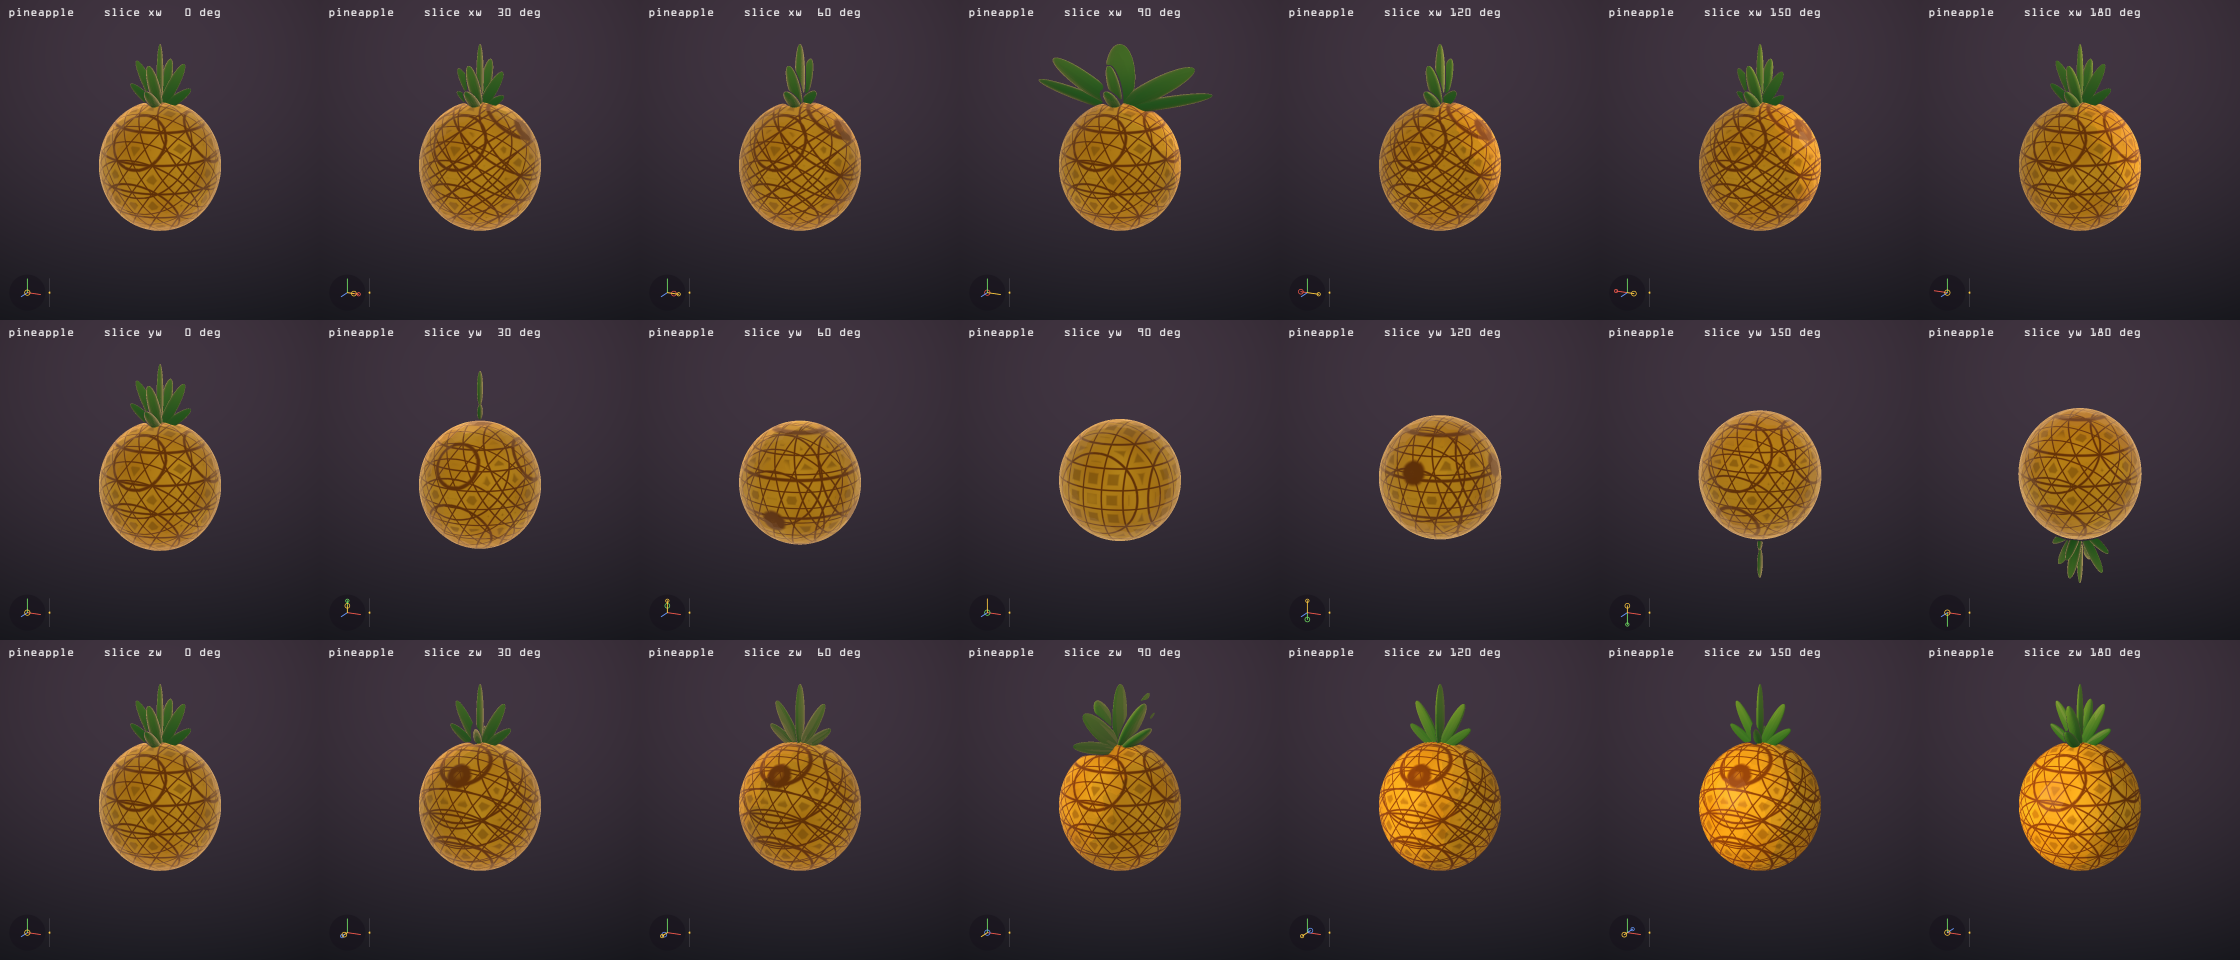 pineapple    slice xw   0 deg
pineapple    slice xw  30 deg
pineapple    slice xw  60 deg
pineapple    slice xw  90 deg
pineapple    slice xw 120 deg
pineapple    slice xw 150 deg
pineapple    slice xw 180 deg
pineapple    slice yw   0 deg
pineapple    slice yw  30 deg
pineapple    slice yw  60 deg
pineapple    slice yw  90 deg
pineapple    slice yw 120 deg
pineapple    slice yw 150 deg
pineapple    slice yw 180 deg
pineapple    slice zw   0 deg
pineapple    slice zw  30 deg
pineapple    slice zw  60 deg
pineapple    slice zw  90 deg
pineapple    slice zw 120 deg
pineapple    slice zw 150 deg
pineapple    slice zw 180 deg